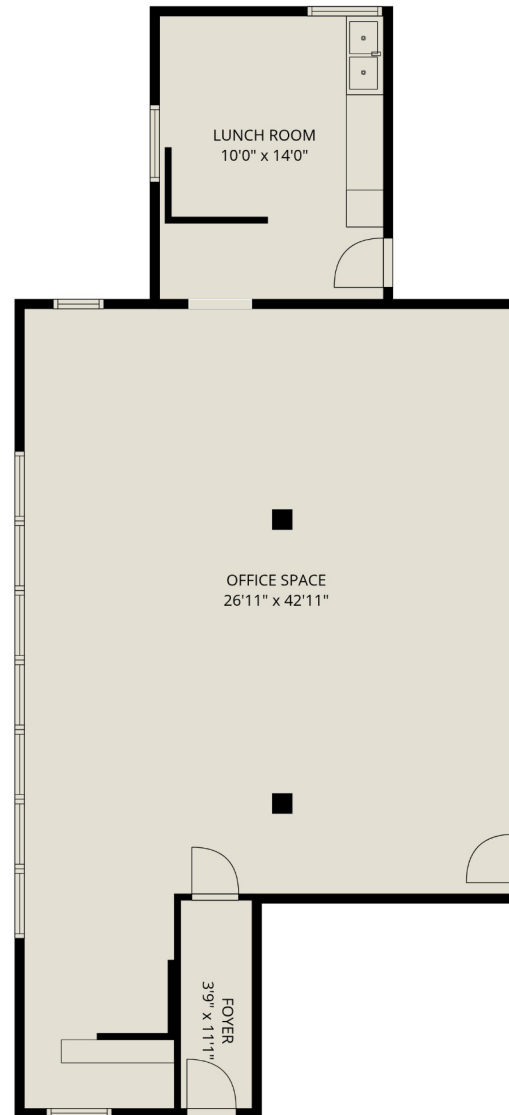 LUNCH ROOM
10'0" x 14'0"
OFFICE SPACE
26'11" x 42'11"
FOYER
3'9" x 11'1"